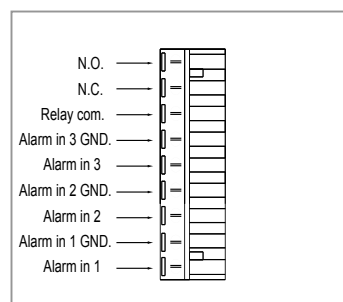 N.O.
N.C.
Relay com.
Alarm in 3 GND.
Alarm in 3
Alarm in 2 GND.
Alarm in 2
Alarm in 1 GND.
Alarm in 1